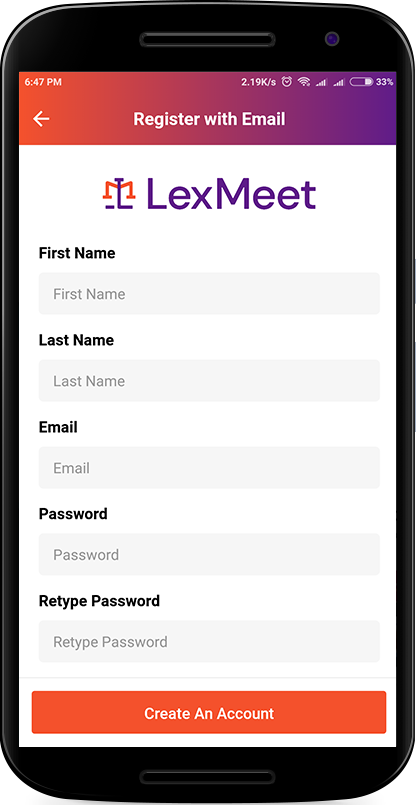 6:47 PM 2.19K/s 33%
Register with Email
LexMeet
First Name
First Name
Last Name
Last Name
Email
Email
Password
Password
Retype Password
Retype Password
Create An Account